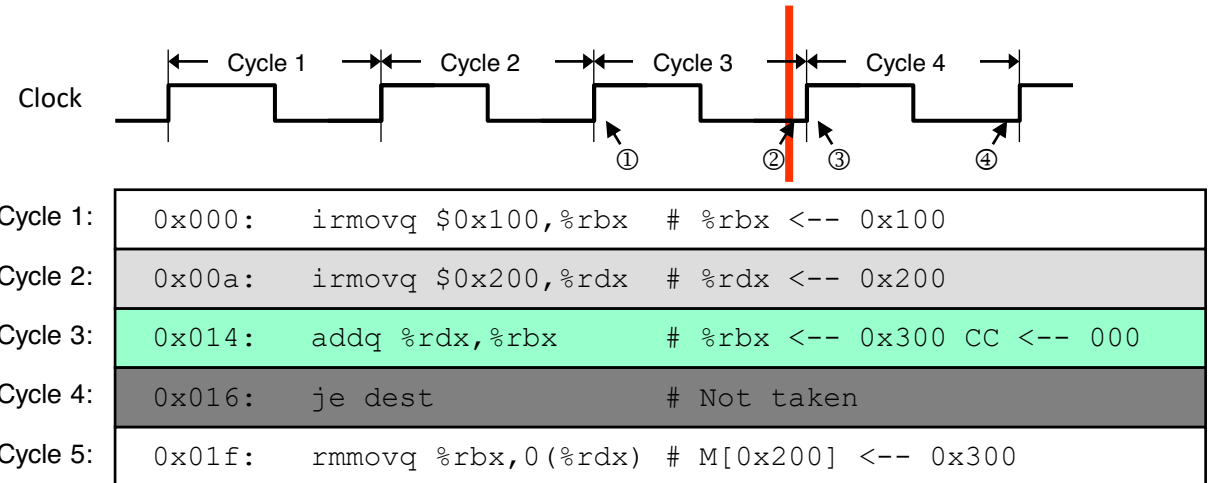 Cycle 1 Cycle 2 Cycle 3 Cycle 4
Clock
① ② ③ ④
Cycle 1: 0x000: irmovq $0x100,%rbx # %rbx <-- 0x100
Cycle 2: 0x00a: irmovq $0x200,%rdx # %rdx <-- 0x200
Cycle 3: 0x014: addq %rdx,%rbx # %rbx <-- 0x300 CC <-- 000
Cycle 4: 0x016: je dest # Not taken
Cycle 5: 0x01f: rmmovq %rbx,0(%rdx) # M[0x200] <-- 0x300